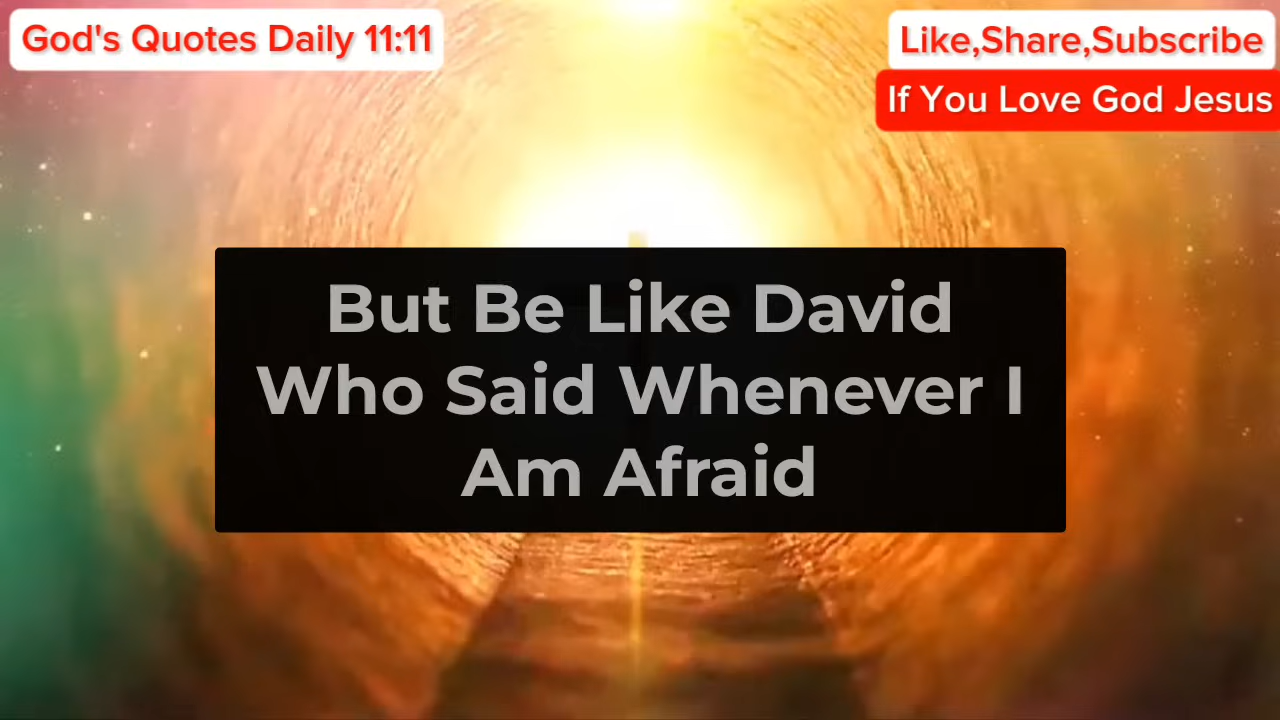 God's Quotes Daily 11:11
Like,Share,Subscribe
If You Love God Jesus
But Be Like David
Who Said Whenever I
Am Afraid